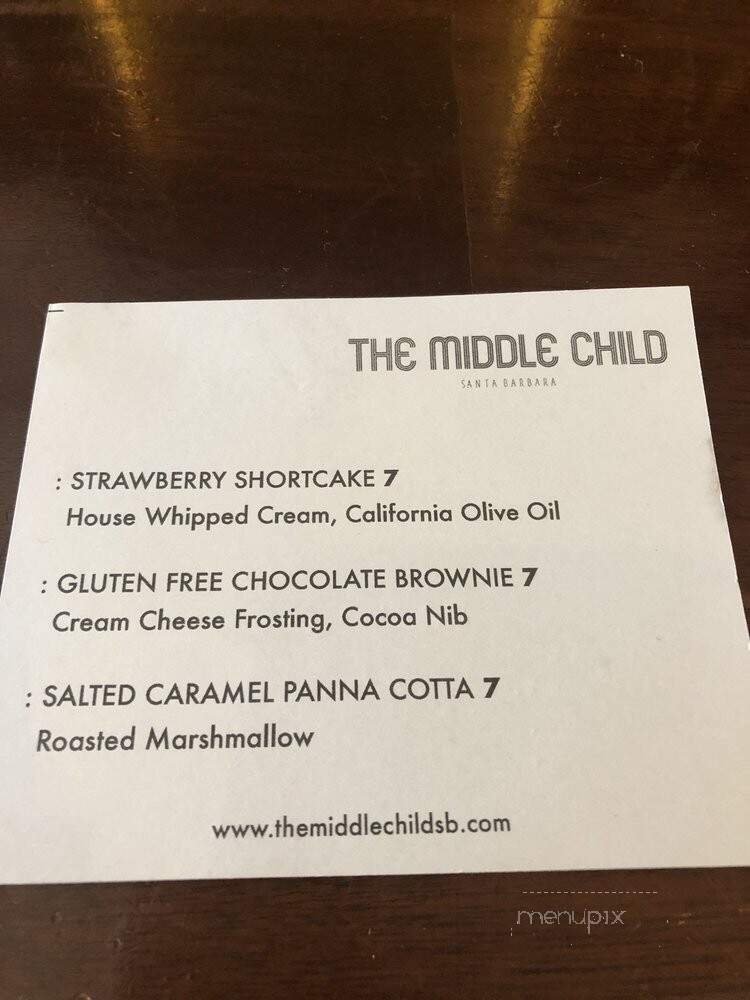 THE MIDDLE CHILD
SANTA BARBARA
: STRAWBERRY SHORTCAKE 7
House Whipped Cream, California Olive Oil
: GLUTEN FREE CHOCOLATE BROWNIE 7
Cream Cheese Frosting, Cocoa Nib
: SALTED CARAMEL PANNA COTTA 7
Roasted Marshmallow
www.themiddlechildsb.com
menupix